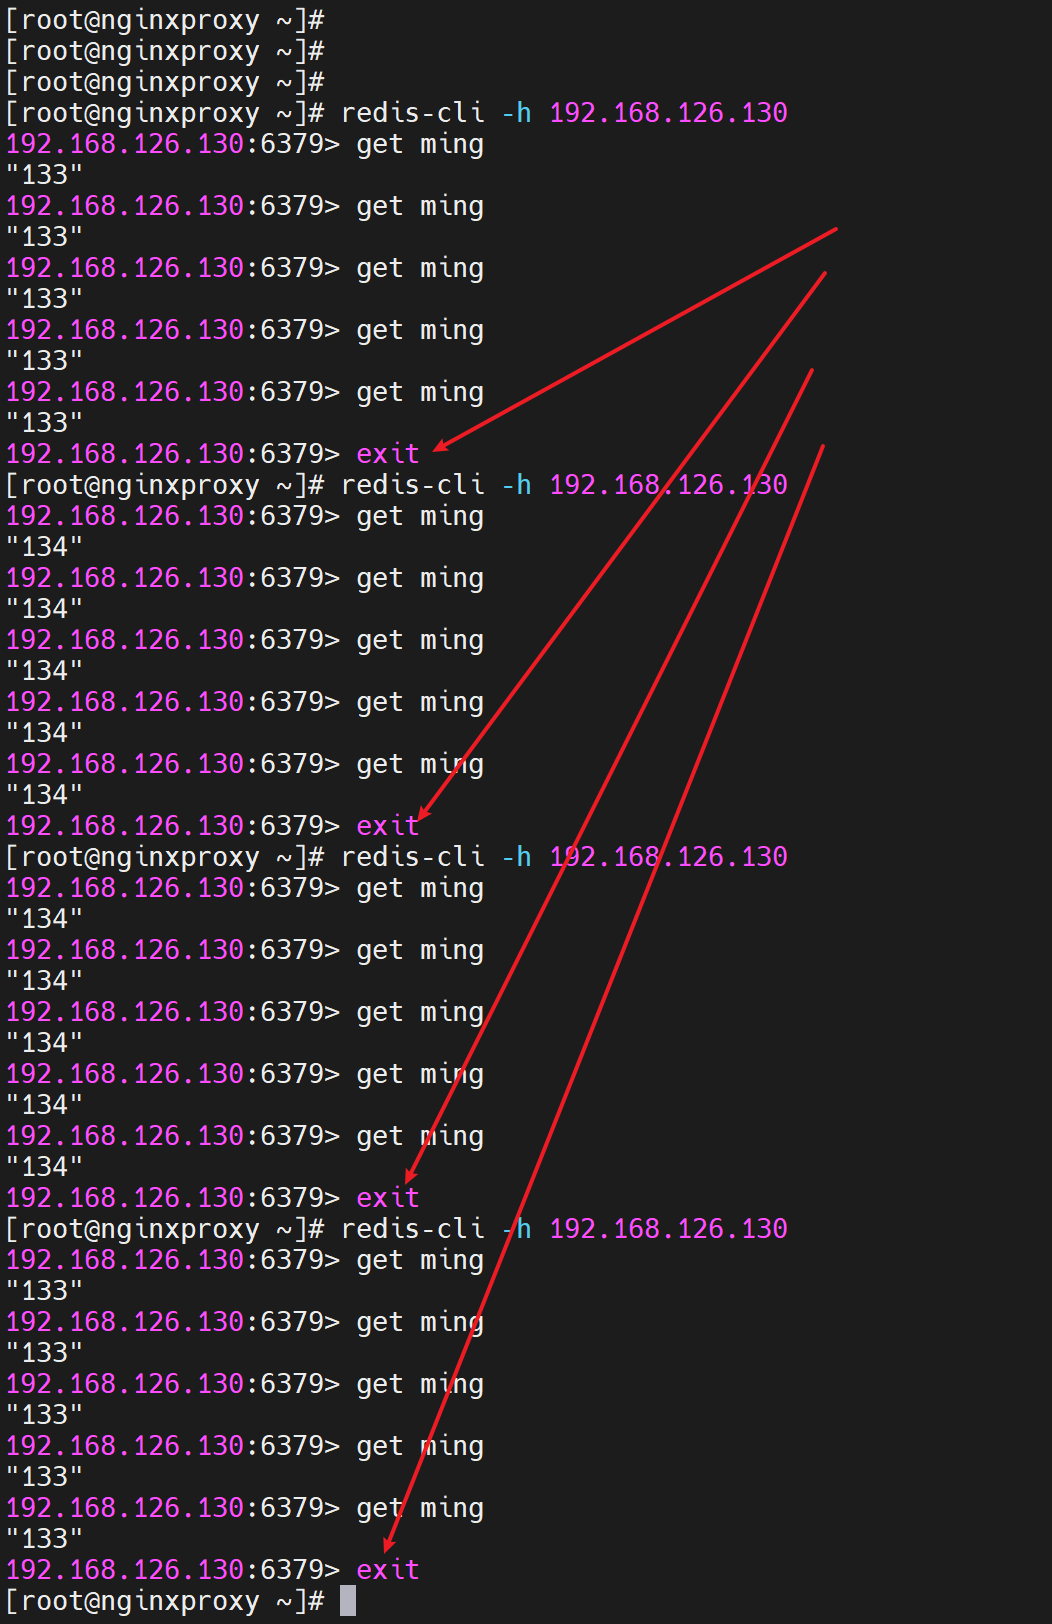 [root@nginxproxy ~]#
[root@nginxproxy ~]#
[root@nginxproxy ~]#
[root@nginxproxy ~]# redis-cli -h 192.168.126.130
192.168.126.130:6379> get ming
"133"
192.168.126.130:6379> get ming
"133"
192.168.126.130:6379> get ming
"133"
192.168.126.130:6379> get ming
"133"
192.168.126.130:6379> get ming
"133"
192.168.126.130:6379> exit
[root@nginxproxy ~]# redis-cli -h 192.168.126.130
192.168.126.130:6379> get ming
"134"
192.168.126.130:6379> get ming
"134"
192.168.126.130:6379> get ming
"134"
192.168.126.130:6379> get ming
"134"
192.168.126.130:6379> get ming
"134"
192.168.126.130:6379> exit
[root@nginxproxy ~]# redis-cli -h 192.168.126.130
192.168.126.130:6379> get ming
"134"
192.168.126.130:6379> get ming
"134"
192.168.126.130:6379> get ming
"134"
192.168.126.130:6379> get ming
"134"
192.168.126.130:6379> get ming
"134"
192.168.126.130:6379> exit
[root@nginxproxy ~]# redis-cli -h 192.168.126.130
192.168.126.130:6379> get ming
"133"
192.168.126.130:6379> get ming
"133"
192.168.126.130:6379> get ming
"133"
192.168.126.130:6379> get ming
"133"
192.168.126.130:6379> get ming
"133"
192.168.126.130:6379> exit
[root@nginxproxy ~]#